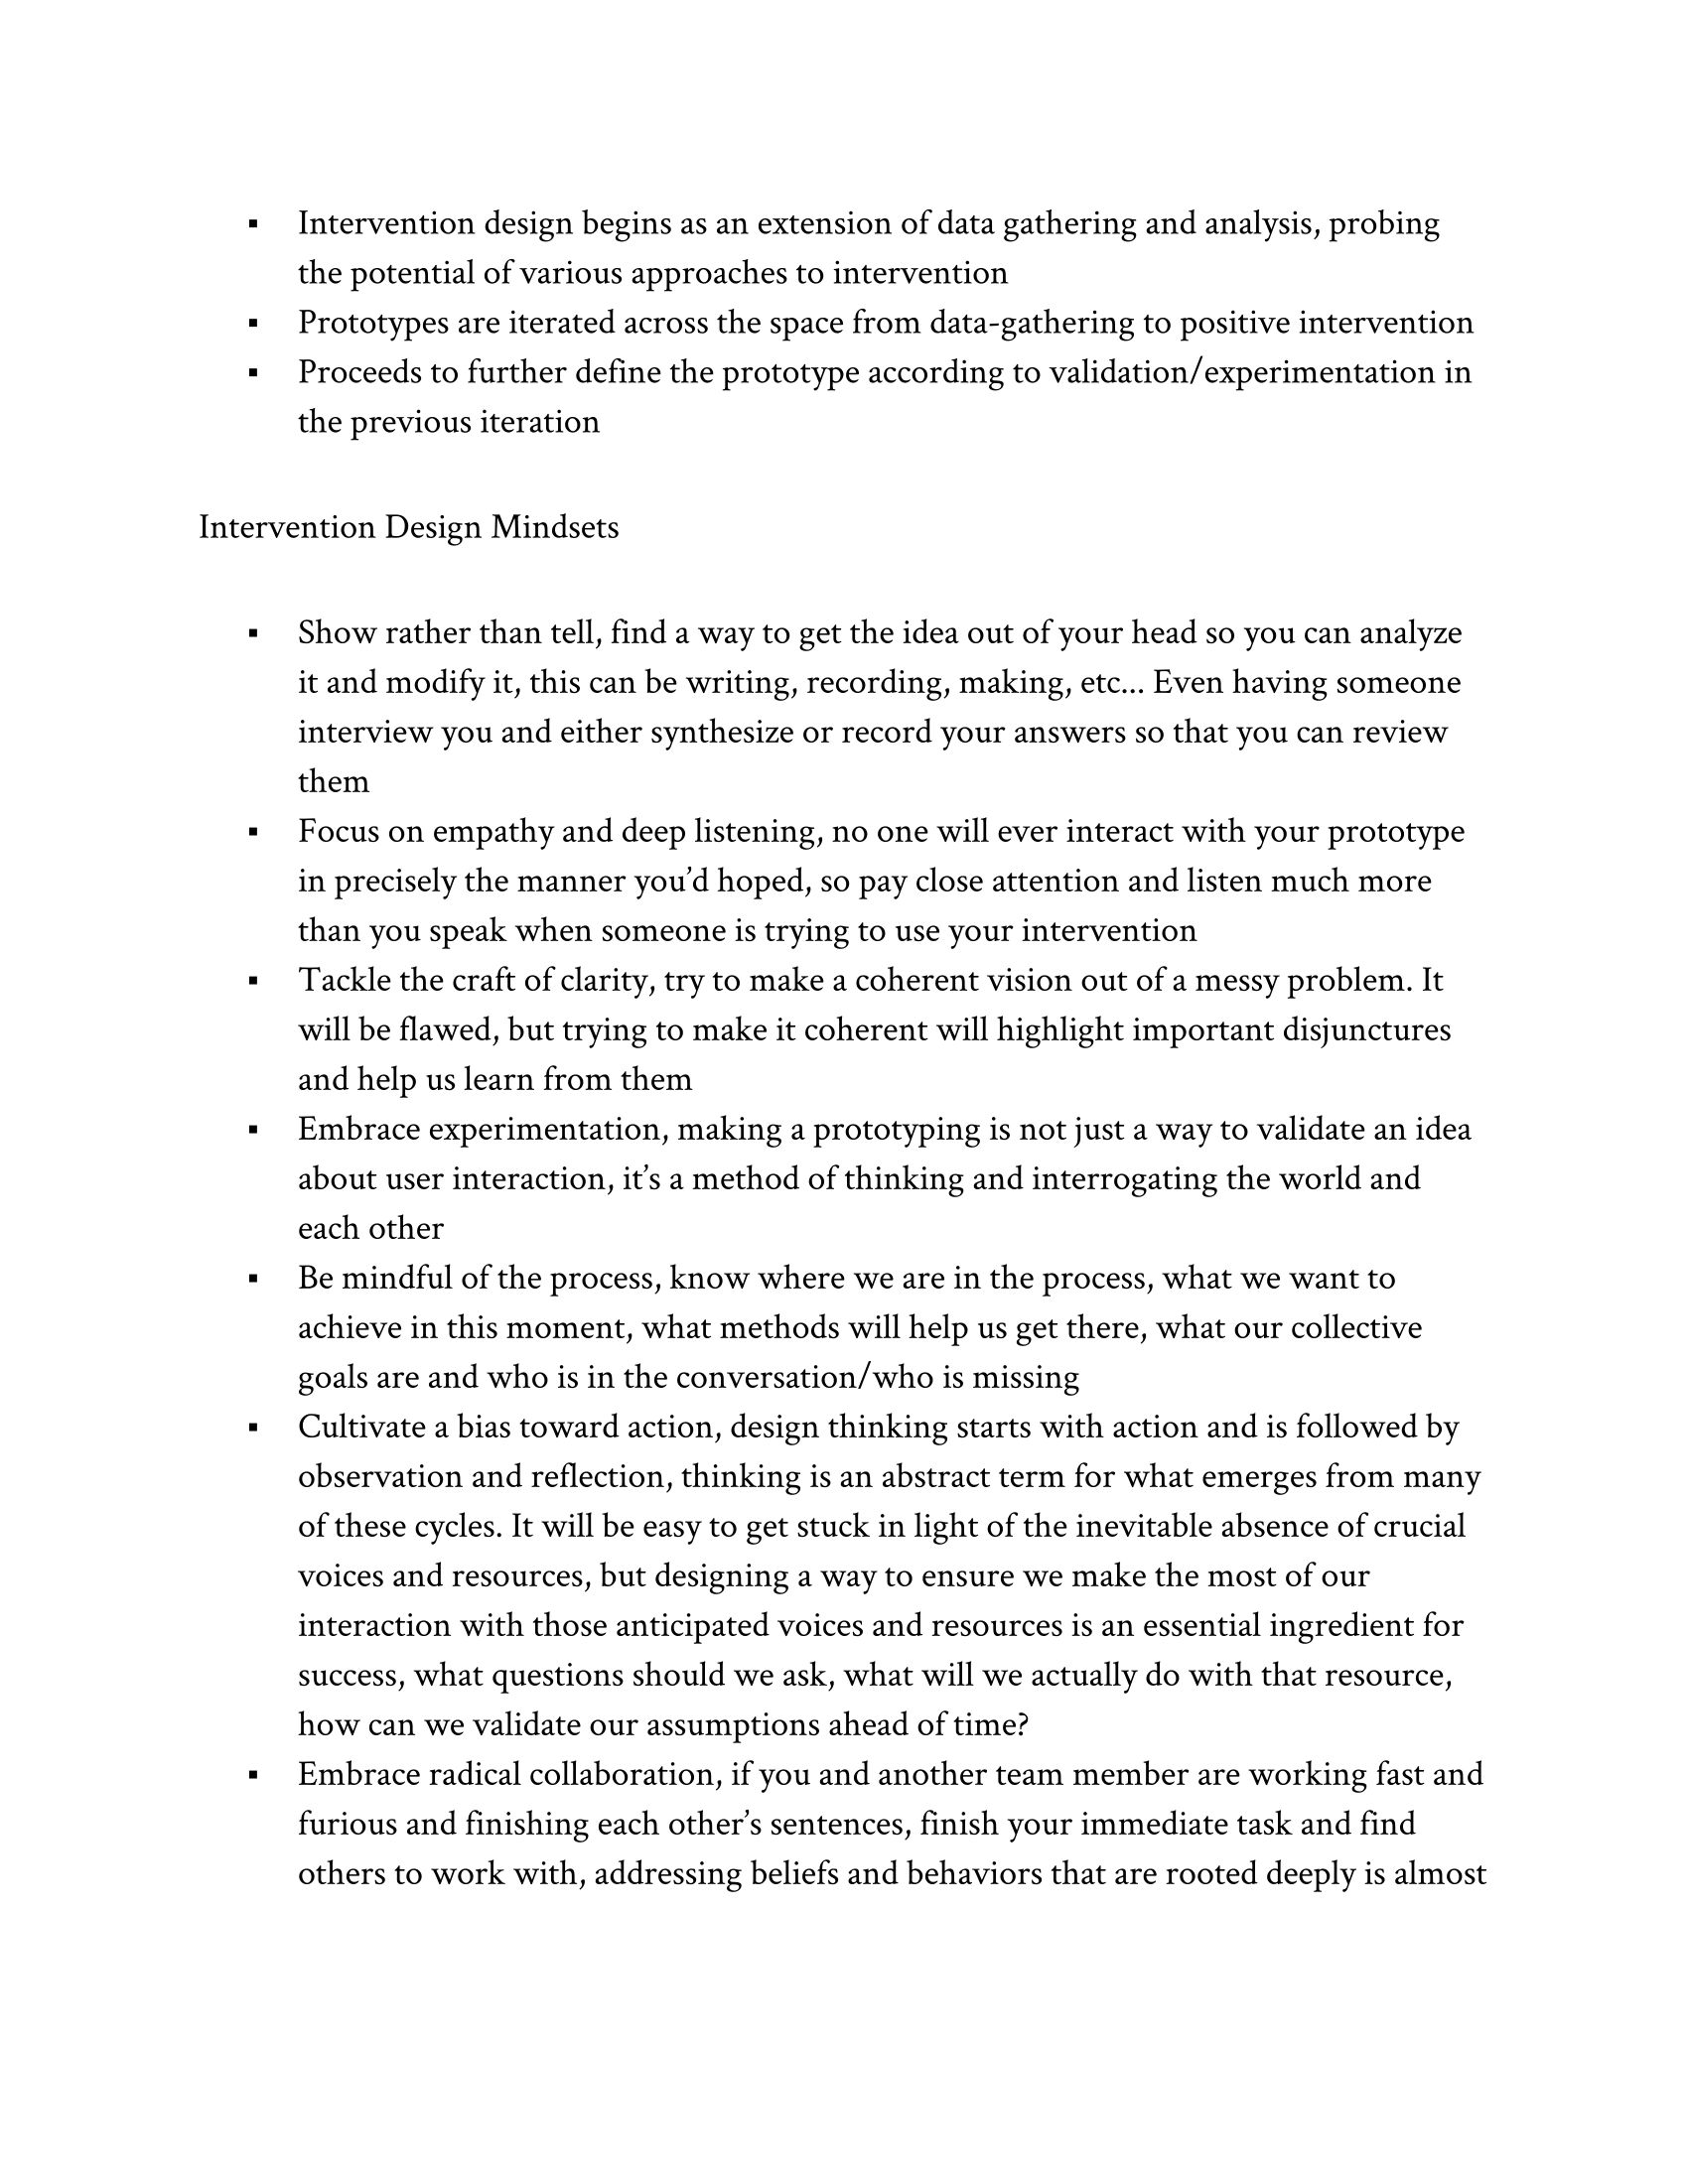 ▪ Intervention design begins as an extension of data gathering and analysis, probing
the potential of various approaches to intervention
▪ Prototypes are iterated across the space from data-gathering to positive intervention
▪ Proceeds to further define the prototype according to validation/experimentation in
the previous iteration
Intervention Design Mindsets
▪ Show rather than tell, find a way to get the idea out of your head so you can analyze
it and modify it, this can be writing, recording, making, etc... Even having someone
interview you and either synthesize or record your answers so that you can review
them
▪ Focus on empathy and deep listening, no one will ever interact with your prototype
in precisely the manner you’d hoped, so pay close attention and listen much more
than you speak when someone is trying to use your intervention
▪ Tackle the craft of clarity, try to make a coherent vision out of a messy problem. It
will be flawed, but trying to make it coherent will highlight important disjunctures
and help us learn from them
▪ Embrace experimentation, making a prototyping is not just a way to validate an idea
about user interaction, it’s a method of thinking and interrogating the world and
each other
▪ Be mindful of the process, know where we are in the process, what we want to
achieve in this moment, what methods will help us get there, what our collective
goals are and who is in the conversation/who is missing
▪ Cultivate a bias toward action, design thinking starts with action and is followed by
observation and reflection, thinking is an abstract term for what emerges from many
of these cycles. It will be easy to get stuck in light of the inevitable absence of crucial
voices and resources, but designing a way to ensure we make the most of our
interaction with those anticipated voices and resources is an essential ingredient for
success, what questions should we ask, what will we actually do with that resource,
how can we validate our assumptions ahead of time?
▪ Embrace radical collaboration, if you and another team member are working fast and
furious and finishing each other’s sentences, finish your immediate task and find
others to work with, addressing beliefs and behaviors that are rooted deeply is almost